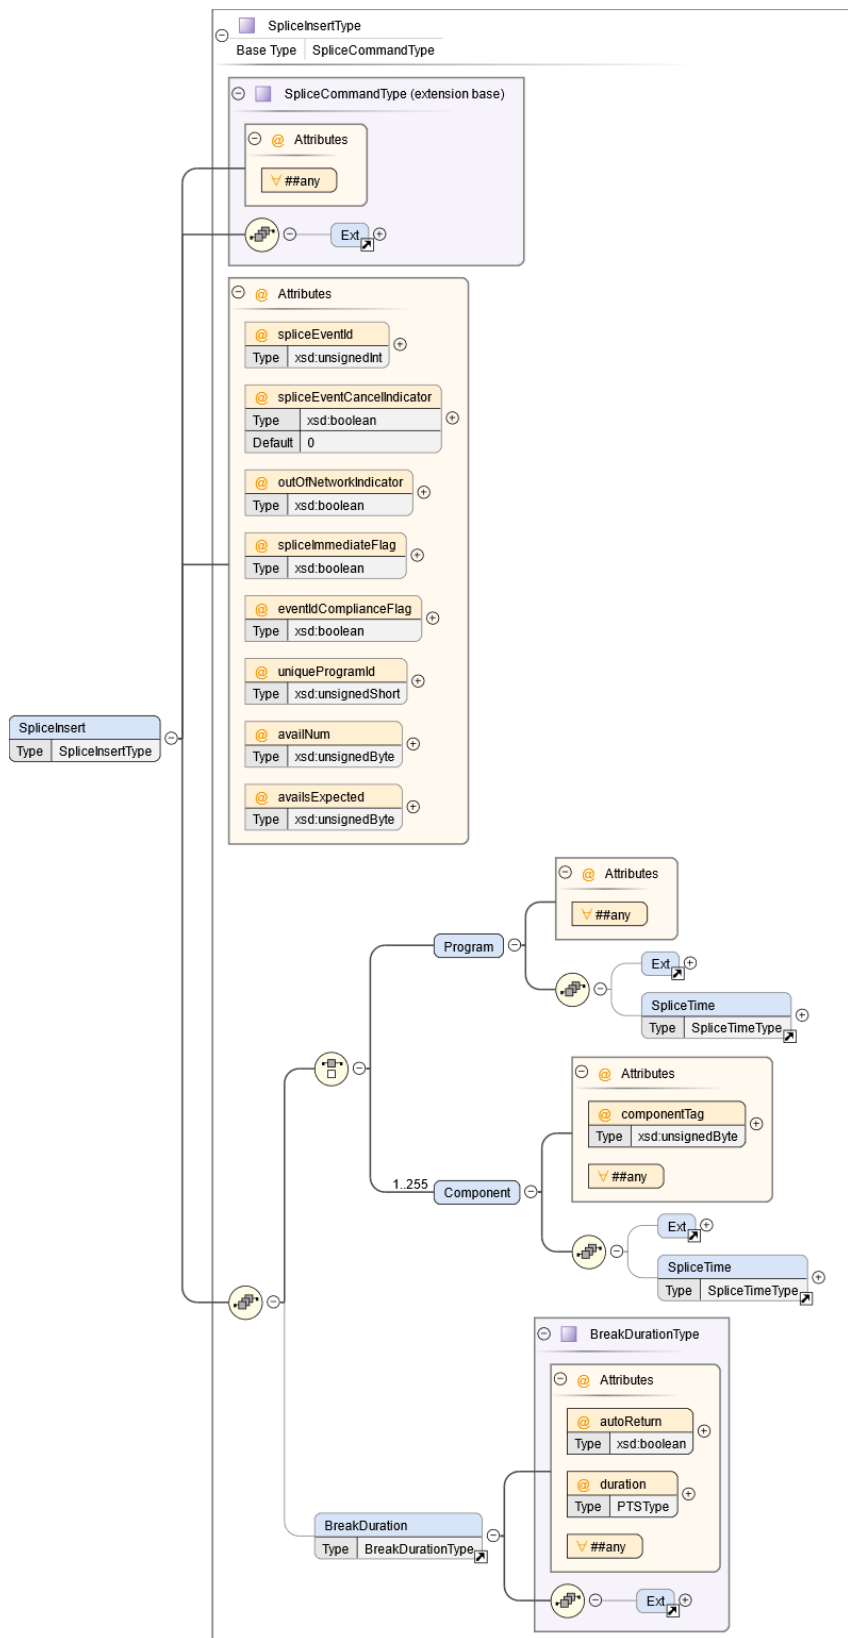 SpliceInsertType
Base Type SpliceCommandType
SpliceCommandType (extension base)
@ Attributes
∀ ##any
Ext
@ Attributes
@ spliceEventId
Type xsd:unsignedInt
@ spliceEventCancelIndicator
Type xsd:boolean
Default 0
@ outOfNetworkIndicator
Type xsd:boolean
@ spliceImmediateFlag
Type xsd:boolean
@ eventIdComplianceFlag
Type xsd:boolean
@ uniqueProgramId
Type xsd:unsignedShort
SpliceInsert
Type SpliceInsertType
@ availNum
Type xsd:unsignedByte
@ availsExpected
Type xsd:unsignedByte
@ Attributes
∀ ##any
Program
Ext
SpliceTime
Type SpliceTimeType
@ Attributes
@ componentTag
Type xsd:unsignedByte
∀ ##any
1..255 Component
Ext
SpliceTime
Type SpliceTimeType
BreakDurationType
@ Attributes
@ autoReturn
Type xsd:boolean
@ duration
Type PTSType
BreakDuration
Type BreakDurationType
∀ ##any
Ext